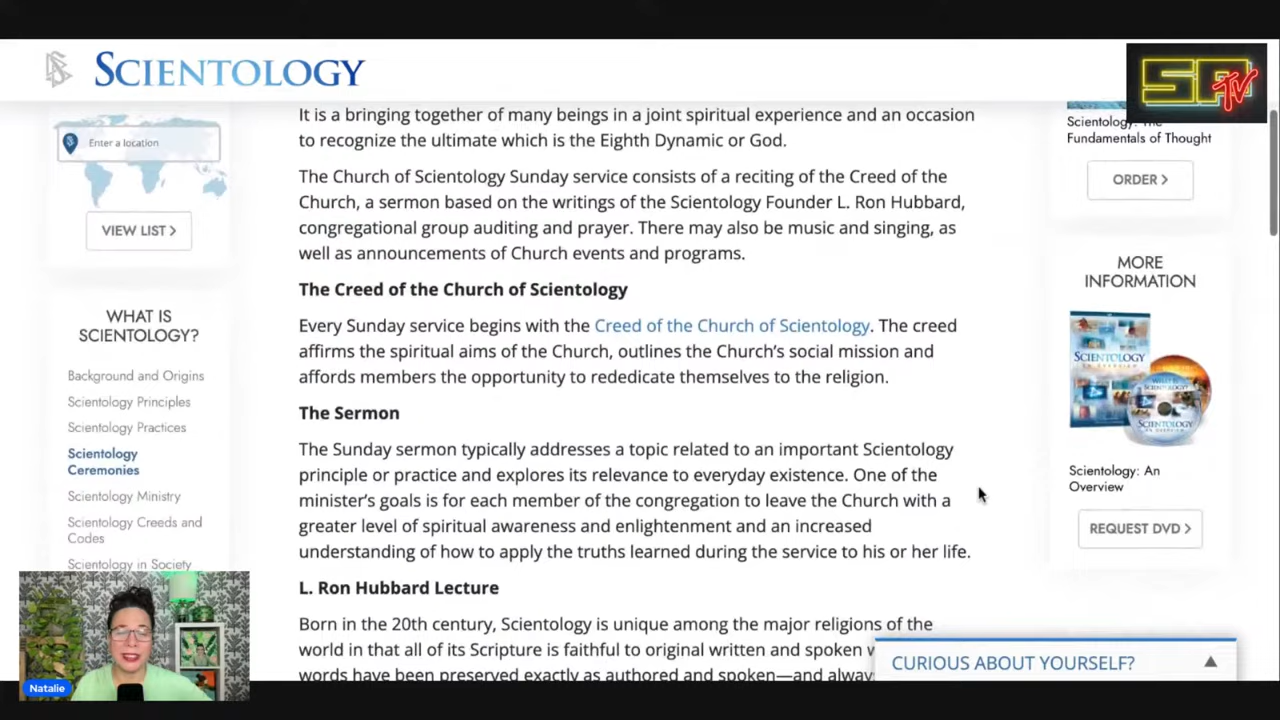 SCIENTOLOGY
SPTV
Enter a location
VIEW LIST >
WHAT IS
SCIENTOLOGY?
Background and Origins
Scientology Principles
Scientology Practices
Scientology
Ceremonies
Scientology Ministry
Scientology Creeds and
Codes
Scientology in Society
It is a bringing together of many beings in a joint spiritual experience and an occasion
to recognize the ultimate which is the Eighth Dynamic or God.
The Church of Scientology Sunday service consists of a reciting of the Creed of the
Church, a sermon based on the writings of the Scientology Founder L. Ron Hubbard,
congregational group auditing and prayer. There may also be music and singing, as
well as announcements of Church events and programs.
The Creed of the Church of Scientology
Every Sunday service begins with the Creed of the Church of Scientology. The creed
affirms the spiritual aims of the Church, outlines the Church's social mission and
affords members the opportunity to rededicate themselves to the religion.
The Sermon
The Sunday sermon typically addresses a topic related to an important Scientology
principle or practice and explores its relevance to everyday existence. One of the
minister's goals is for each member of the congregation to leave the Church with a
greater level of spiritual awareness and enlightenment and an increased
understanding of how to apply the truths learned during the service to his or her life.
L. Ron Hubbard Lecture
Born in the 20th century, Scientology is unique among the major religions of the
world in that all of its Scripture is faithful to original written and spoken
words have been preserved exactly as authored and spoken—and
Scientology: The
Fundamentals of Thought
ORDER >
MORE
INFORMATION
SCIENTOLOGY
SCIENTOLOGY
Scientology: An
Overview
REQUEST DVD >
CURIOUS ABOUT YOURSELF?
Natalie